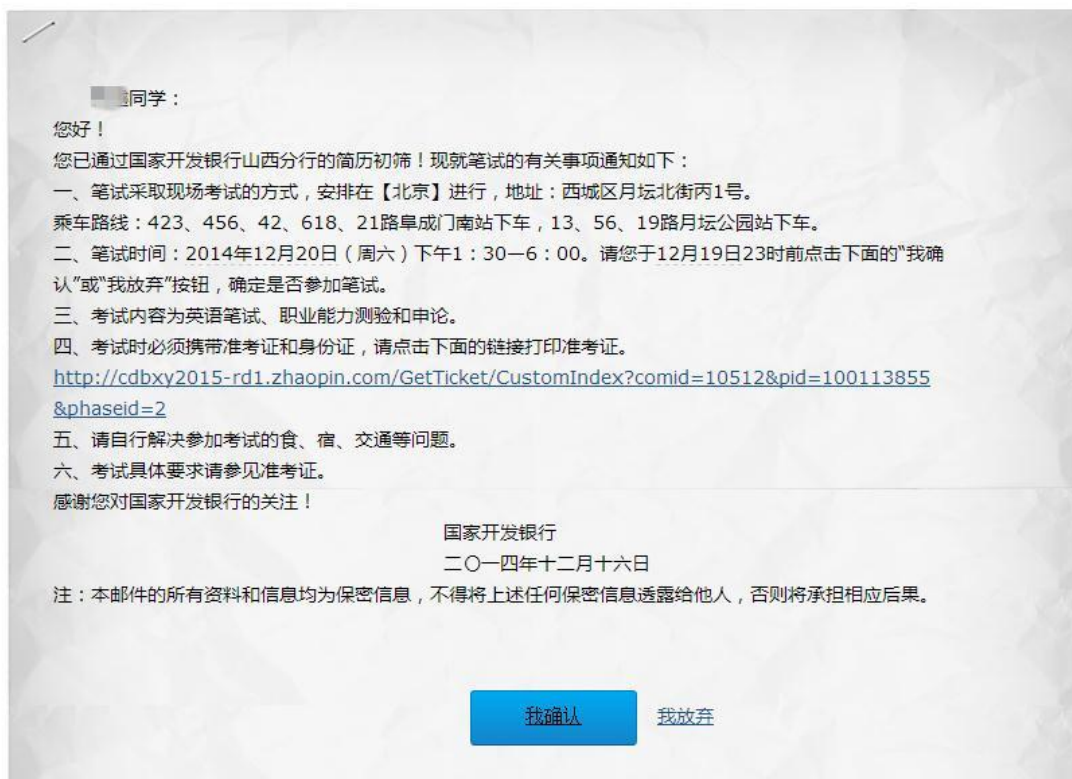 同学：
您好！
您已通过国家开发银行山西分行的简历初筛！现就笔试的有关事项通知如下：
一、笔试采取现场考试的方式，安排在【北京】进行，地址：西城区月坛北街丙1号。
乘车路线：423、456、42、618、21路阜成门南站下车，13、56、19路月坛公园站下车。
二、笔试时间：2014年12月20日（周六）下午1：30—6：00。请您于12月19日23时前点击下面的“我确
认”或“我放弃”按钮，确定是否参加笔试。
三、考试内容为英语笔试、职业能力测验和申论。
四、考试时必须携带准考证和身份证，请点击下面的链接打印准考证。
http://cdbxy2015-rd1.zhaopin.com/GetTicket/CustomIndex?comid=10512&pid=100113855
&phaseid=2
五、请自行解决参加考试的食、宿、交通等问题。
六、考试具体要求请参见准考证。
感谢您对国家开发银行的关注！
国家开发银行
二〇一四年十二月十六日
注：本邮件的所有资料和信息均为保密信息，不得将上述任何保密信息透露给他人，否则将承担相应后果。
我确认 我放弃